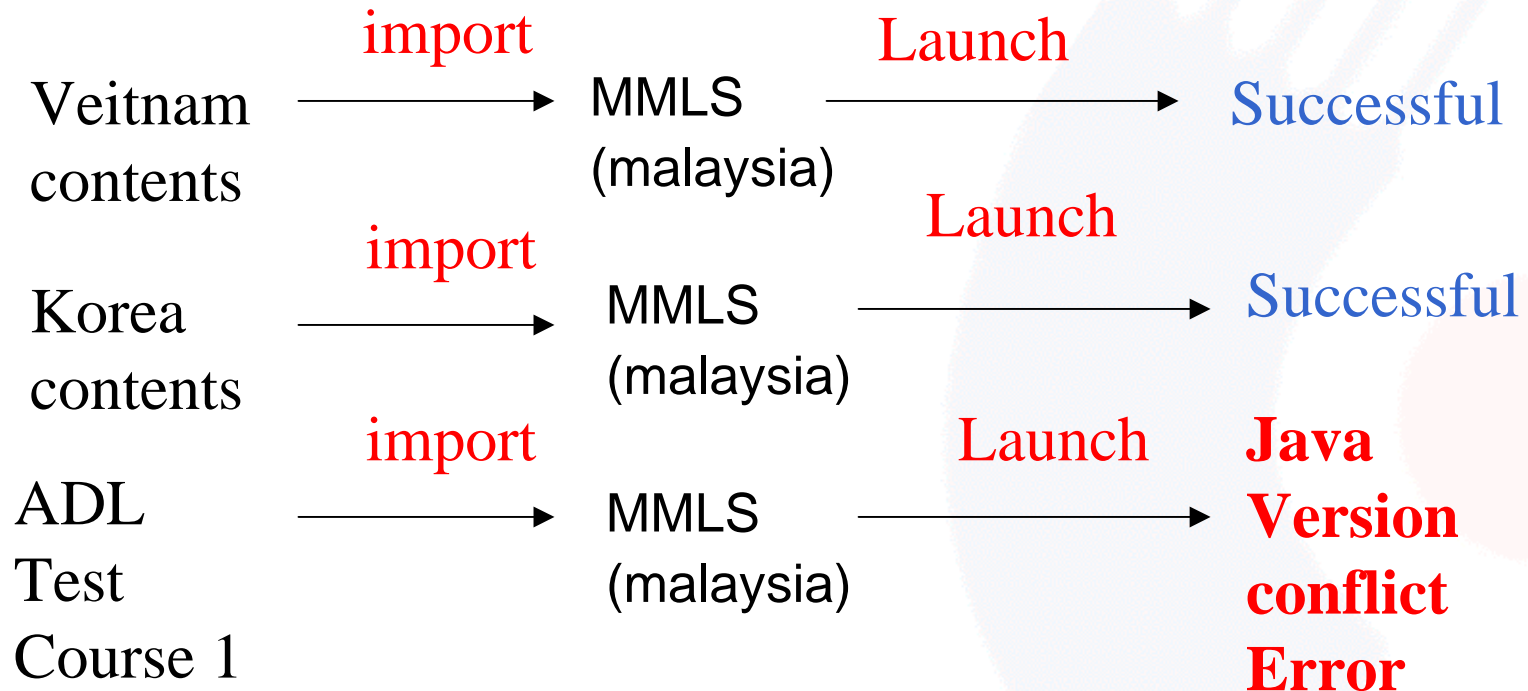 import
Launch
Veitnam
contents
MMLS
(malaysia)
Successful
import
Launch
Korea
contents
MMLS
(malaysia)
Successful
import
Launch
ADL
Test
Course 1
MMLS
(malaysia)
Java
Version
conflict
Error